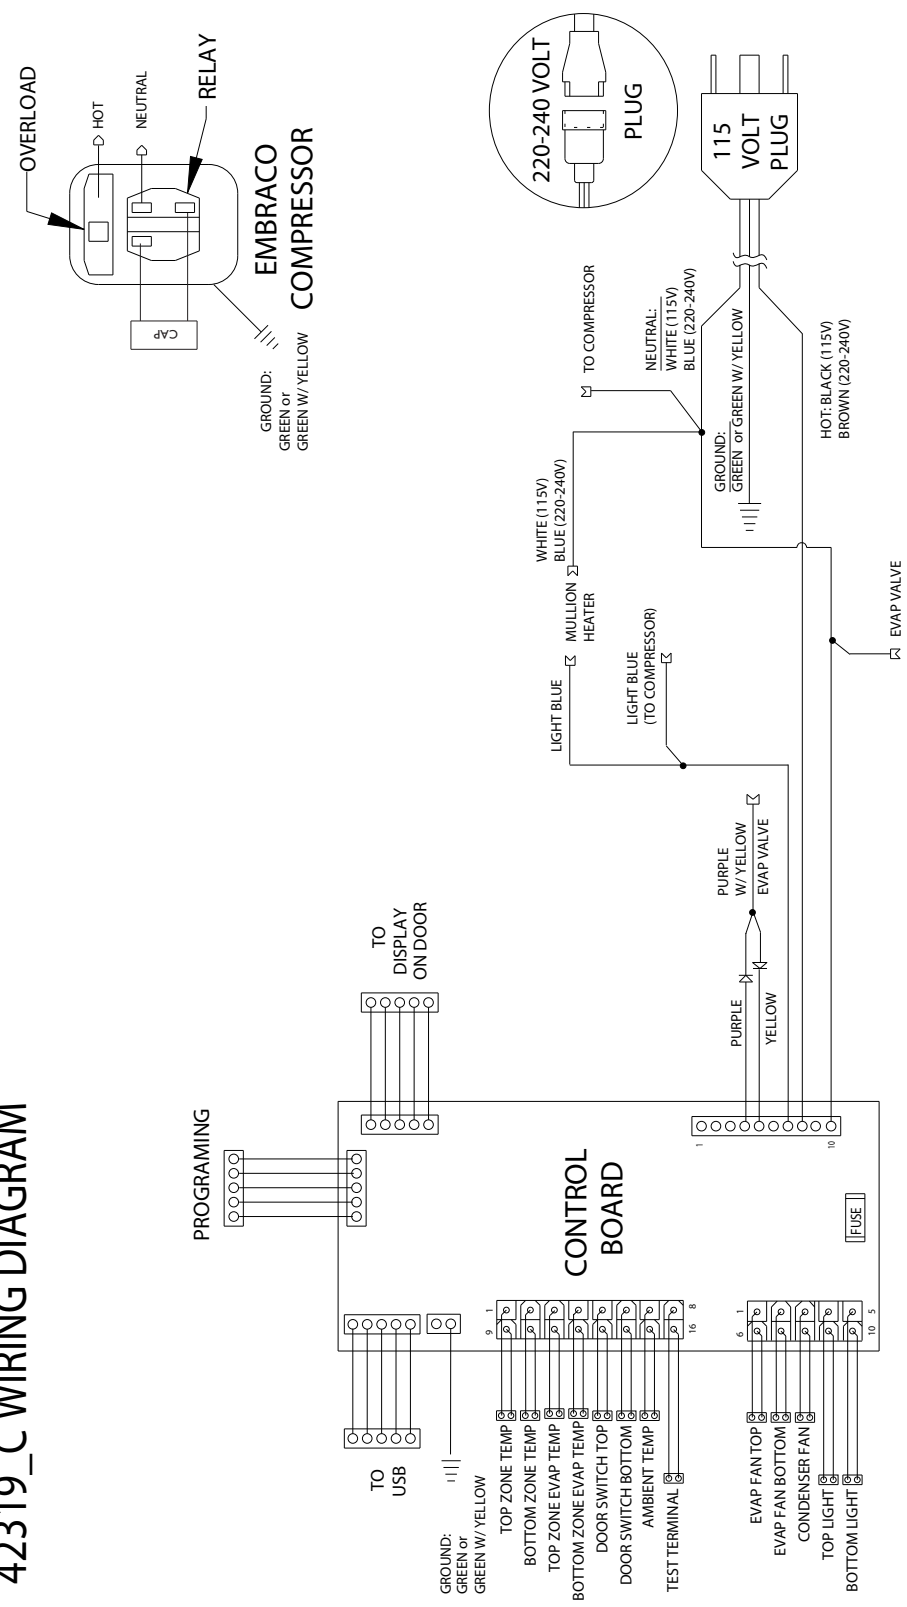 42319_C WIRING DIAGRAM
OVERLOAD
HOT
NEUTRAL
RELAY
CAP
EMBRACO
COMPRESSOR
GROUND:
GREEN or
GREEN W/ YELLOW
220-240 VOLT
PLUG
115
VOLT
PLUG
TO COMPRESSOR
NEUTRAL:
WHITE (115V)
BLUE (220-240V)
GROUND:
GREEN or GREEN W/ YELLOW
HOT: BLACK (115V)
BROWN (220-240V)
WHITE (115V)
BLUE (220-240V)
MULLION
HEATER
LIGHT BLUE
LIGHT BLUE
(TO COMPRESSOR)
EVAP VALVE
PURPLE
W/ YELLOW
EVAP VALVE
PURPLE
YELLOW
TO
DISPLAY
ON DOOR
PROGRAMING
CONTROL
BOARD
FUSE
1
10
TO
USB
GROUND:
GREEN or
GREEN W/ YELLOW
9
1
16
8
TOP ZONE TEMP
BOTTOM ZONE TEMP
TOP ZONE EVAP TEMP
BOTTOM ZONE EVAP TEMP
DOOR SWITCH TOP
DOOR SWITCH BOTTOM
AMBIENT TEMP
TEST TERMINAL
6
1
10
5
EVAP FAN TOP
EVAP FAN BOTTOM
CONDENSER FAN
TOP LIGHT
BOTTOM LIGHT